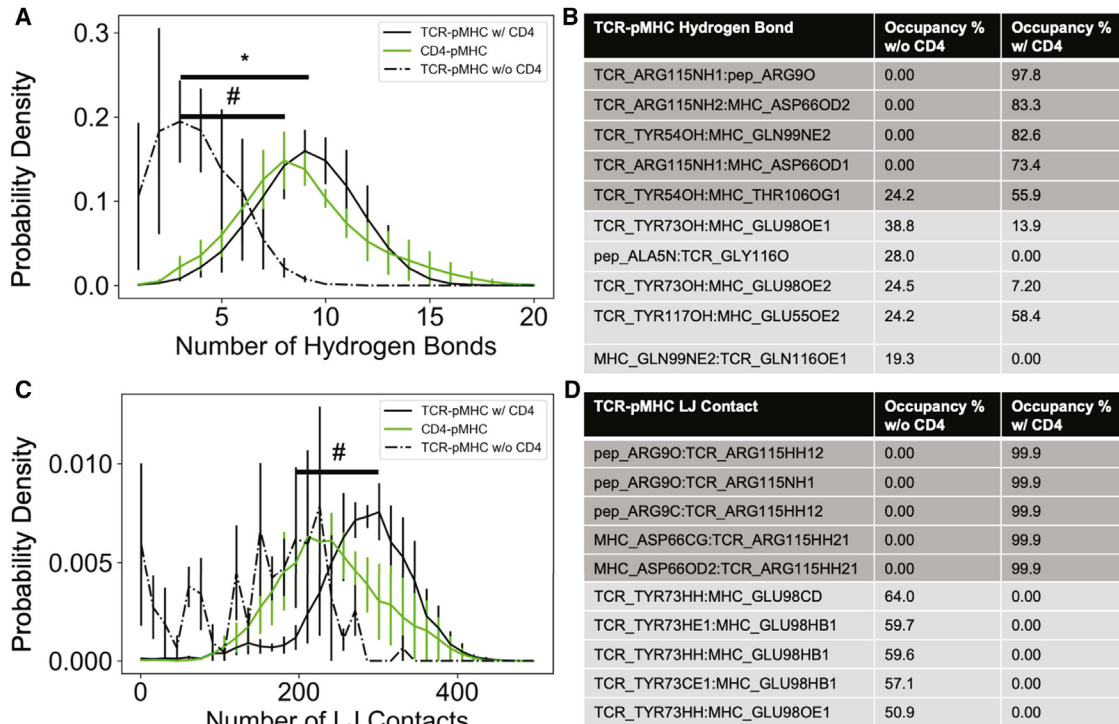 A
Probability Density
0.3
0.2
0.1
0.0
*
#
TCR-pMHC w/ CD4
CD4-pMHC
TCR-pMHC w/o CD4
5 10 15 20
Number of Hydrogen Bonds
B
TCR-pMHC Hydrogen Bond Occupancy % w/o CD4 Occupancy % w/ CD4
TCR_ARG115NH1:pep_ARG9O 0.00 97.8
TCR_ARG115NH2:MHC_ASP66OD2 0.00 83.3
TCR_TYR54OH:MHC_GLN99NE2 0.00 82.6
TCR_ARG115NH1:MHC_ASP66OD1 0.00 73.4
TCR_TYR54OH:MHC_THR106OG1 24.2 55.9
TCR_TYR73OH:MHC_GLU98OE1 38.8 13.9
pep_ALA5N:TCR_GLY116O 28.0 0.00
TCR_TYR73OH:MHC_GLU98OE2 24.5 7.20
TCR_TYR117OH:MHC_GLU55OE2 24.2 58.4
MHC_GLN99NE2:TCR_GLN116OE1 19.3 0.00
C
Probability Density
0.010
0.005
0.000
#
TCR-pMHC w/ CD4
CD4-pMHC
TCR-pMHC w/o CD4
0 200 400
Number of LJ Contacts
D
TCR-pMHC LJ Contact Occupancy % w/o CD4 Occupancy % w/ CD4
pep_ARG9O:TCR_ARG115HH12 0.00 99.9
pep_ARG9O:TCR_ARG115NH1 0.00 99.9
pep_ARG9C:TCR_ARG115HH12 0.00 99.9
MHC_ASP66CG:TCR_ARG115HH21 0.00 99.9
MHC_ASP66OD2:TCR_ARG115HH21 0.00 99.9
TCR_TYR73HH:MHC_GLU98CD 64.0 0.00
TCR_TYR73HE1:MHC_GLU98HB1 59.7 0.00
TCR_TYR73HH:MHC_GLU98HB1 59.6 0.00
TCR_TYR73CE1:MHC_GLU98HB1 57.1 0.00
TCR_TYR73HH:MHC_GLU98OE1 50.9 0.00